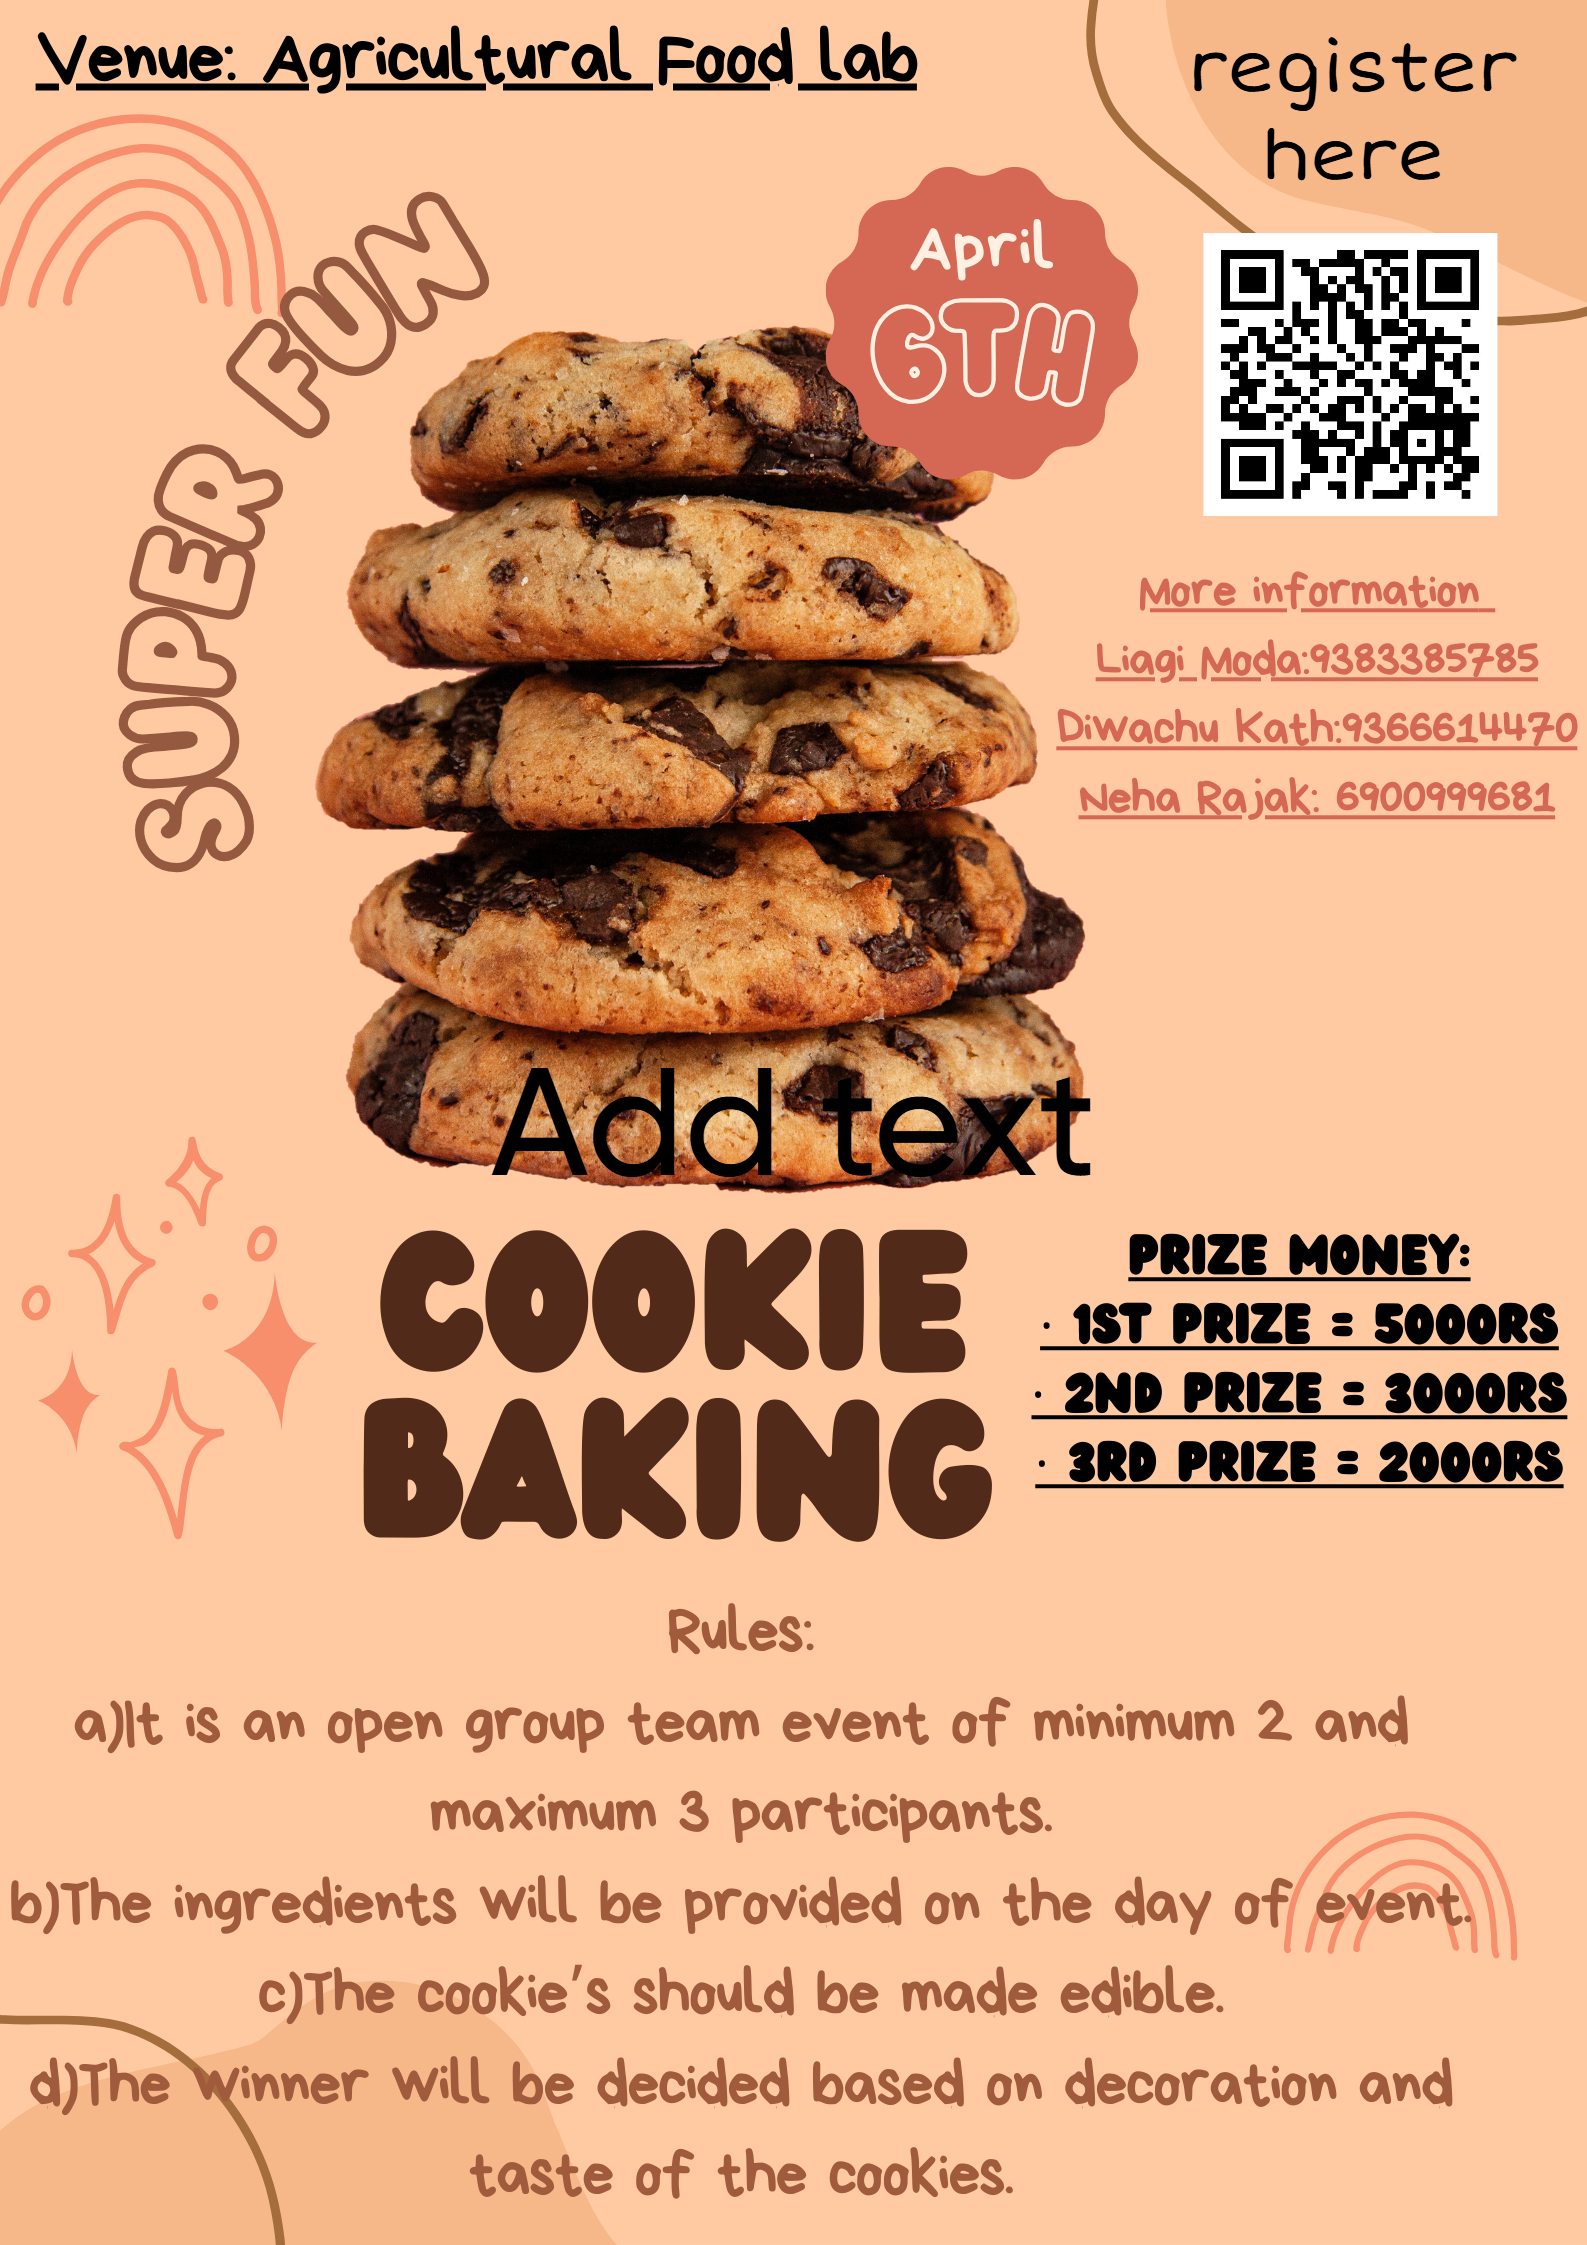 Venue: Agricultural Food lab
register
here
SUPER FUN
April
6TH
More information
Liagi Moda:9383385785
Diwachu Kath:9366614470
Neha Rajak: 6900999681
Add text
COOKIE
BAKING
PRIZE MONEY:
· 1ST PRIZE = 5000RS
· 2ND PRIZE = 3000RS
· 3RD PRIZE = 2000RS
Rules:
a)It is an open group team event of minimum 2 and
maximum 3 participants.
b)The ingredients will be provided on the day of event.
c)The cookie's should be made edible.
d)The winner will be decided based on decoration and
taste of the cookies.